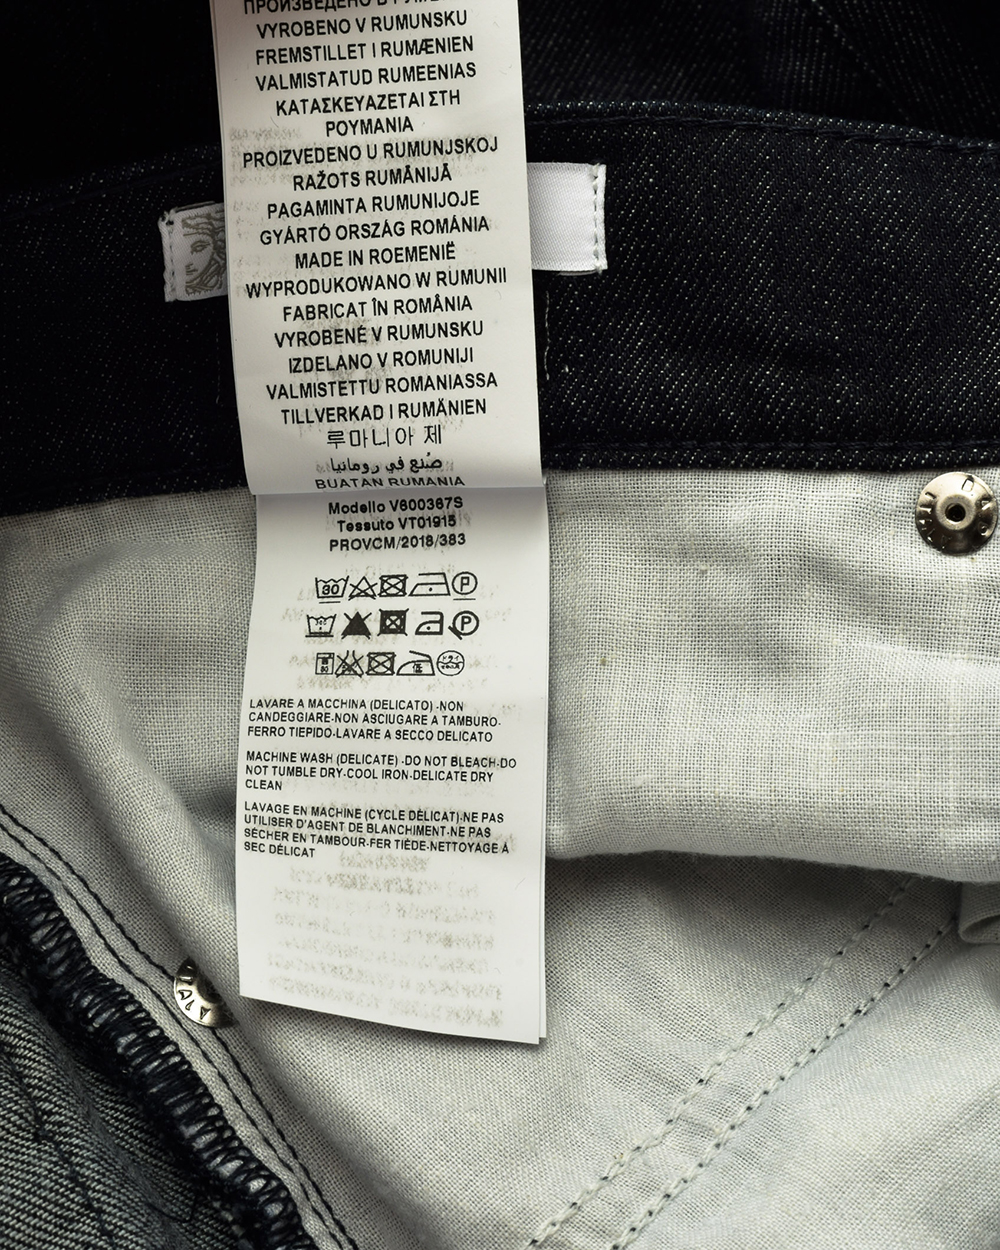 VYROBENO V RUMUNSKU
FREMSTILLET I RUMÆNIEN
VALMISTATUD RUMEENIAS
ΚΑΤΑΣΚΕΥΑΖΕΤΑΙ ΣΤΗ
ΡΟΥΜΑΝΙΑ
PROIZVEDENO U RUMUNJSKOJ
RAŽOTS RUMĀNIJĀ
PAGAMINTA RUMUNIJOJE
GYÁRTÓ ORSZÁG ROMÁNIA
MADE IN ROEMENIË
WYPRODUKOWANO W RUMUNII
FABRICAT ÎN ROMÂNIA
VYROBENÉ V RUMUNSKU
IZDELANO V ROMUNIJI
VALMISTETTU ROMANIASSA
TILLVERKAD I RUMÄNIEN
루마니아 제
صُنع في رومانيا
BUATAN RUMANIA
Modello V600367S
Tessuto VT01915
PROVCM/2018/383
30 P
P
LAVARE A MACCHINA (DELICATO) -NON
CANDEGGIARE-NON ASCIUGARE A TAMBURO-
FERRO TIEPIDO-LAVARE A SECCO DELICATO
MACHINE WASH (DELICATE) -DO NOT BLEACH-DO
NOT TUMBLE DRY-COOL IRON-DELICATE DRY
CLEAN
LAVAGE EN MACHINE (CYCLE DÉLICAT)-NE PAS
UTILISER D'AGENT DE BLANCHIMENT-NE PAS
SÉCHER EN TAMBOUR-FER TIÈDE-NETTOYAGE À
SEC DÉLICAT